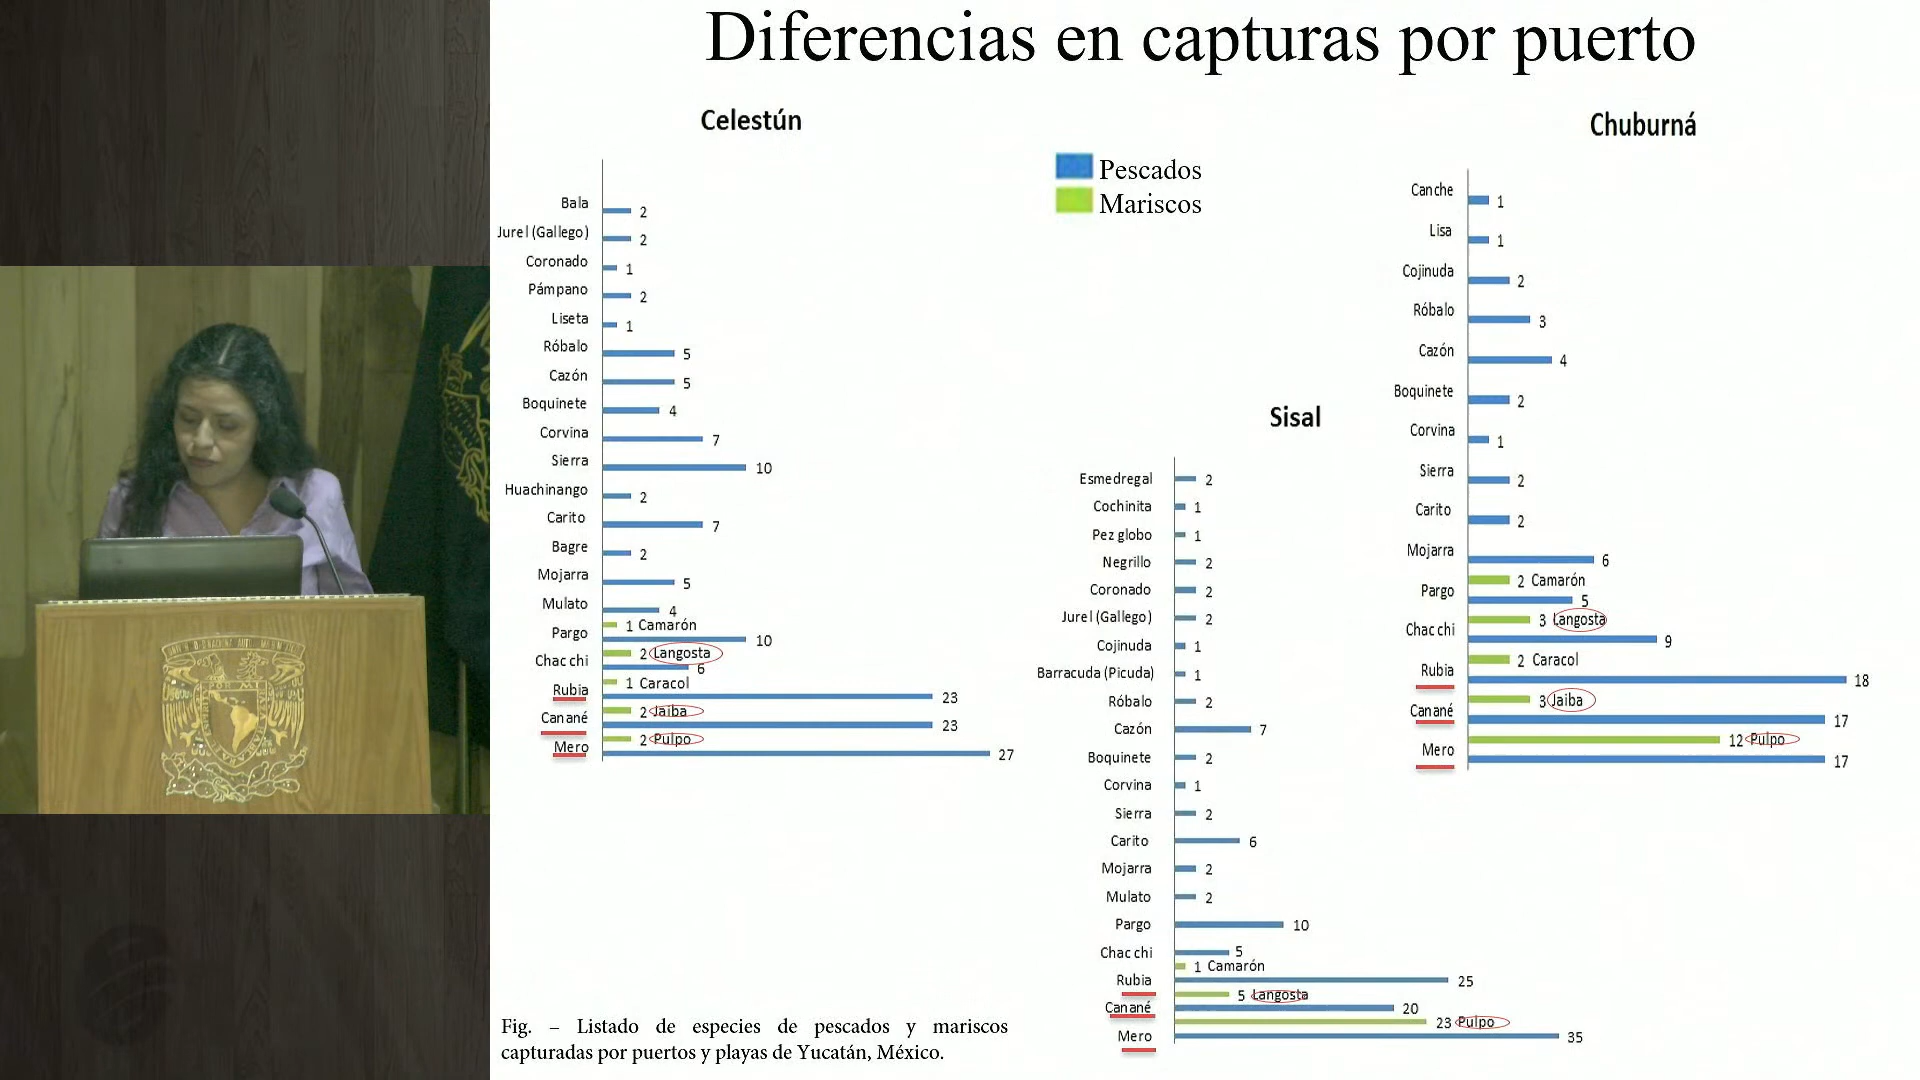 Diferencias en capturas por puerto
Celestún
Bala 2
Jurel (Gallego) 2
Coronado 1
Pámpano 2
Liseta 1
Róbalo 5
Cazón 5
Boquinete 4
Corvina 7
Sierra 10
Huachinango 2
Carito 7
Bagre 2
Mojarra 5
Mulato 4
1 Camarón
Pargo 10
2 Langosta
Chac chi 6
1 Caracol
Rubia 23
2 Jaiba
Canané 23
2 Pulpo
Mero 27
Pescados
Mariscos
Sisal
Esmedregal 2
Cochinita 1
Pez globo 1
Negrillo 2
Coronado 2
Jurel (Gallego) 2
Cojinuda 1
Barracuda (Picuda) 1
Róbalo 2
Cazón 7
Boquinete 2
Corvina 1
Sierra 2
Carito 6
Mojarra 2
Mulato 2
Pargo 10
Chac chi 5
1 Camarón
Rubia 25
5 Langosta
Canané 20
23 Pulpo
Mero 35
Chuburná
Canche 1
Lisa 1
Cojinuda 2
Róbalo 3
Cazón 4
Boquinete 2
Corvina 1
Sierra 2
Carito 2
Mojarra 6
2 Camarón
Pargo 5
3 Langosta
Chac chi 9
2 Caracol
Rubia 18
3 Jaiba
Canané 17
12 Pulpo
Mero 17
Fig. – Listado de especies de pescados y mariscos
capturadas por puertos y playas de Yucatán, México.